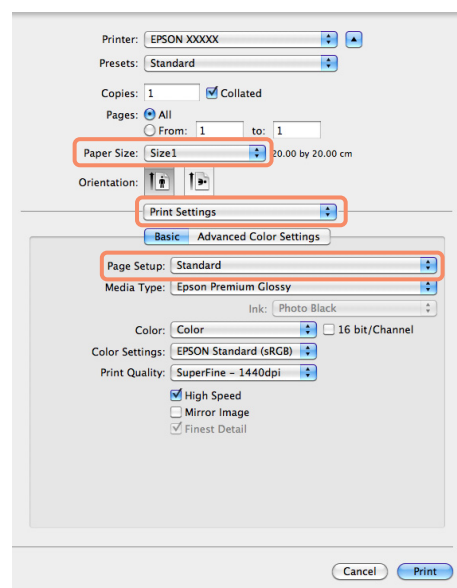 Printer: EPSON XXXXX
Presets: Standard
Copies: 1 Collated
Pages: All
From: 1 to: 1
Paper Size: Size1 20.00 by 20.00 cm
Orientation:
Print Settings
Basic Advanced Color Settings
Page Setup: Standard
Media Type: Epson Premium Glossy
Ink: Photo Black
Color: Color 16 bit/Channel
Color Settings: EPSON Standard (sRGB)
Print Quality: SuperFine – 1440dpi
High Speed
Mirror Image
Finest Detail
Cancel Print